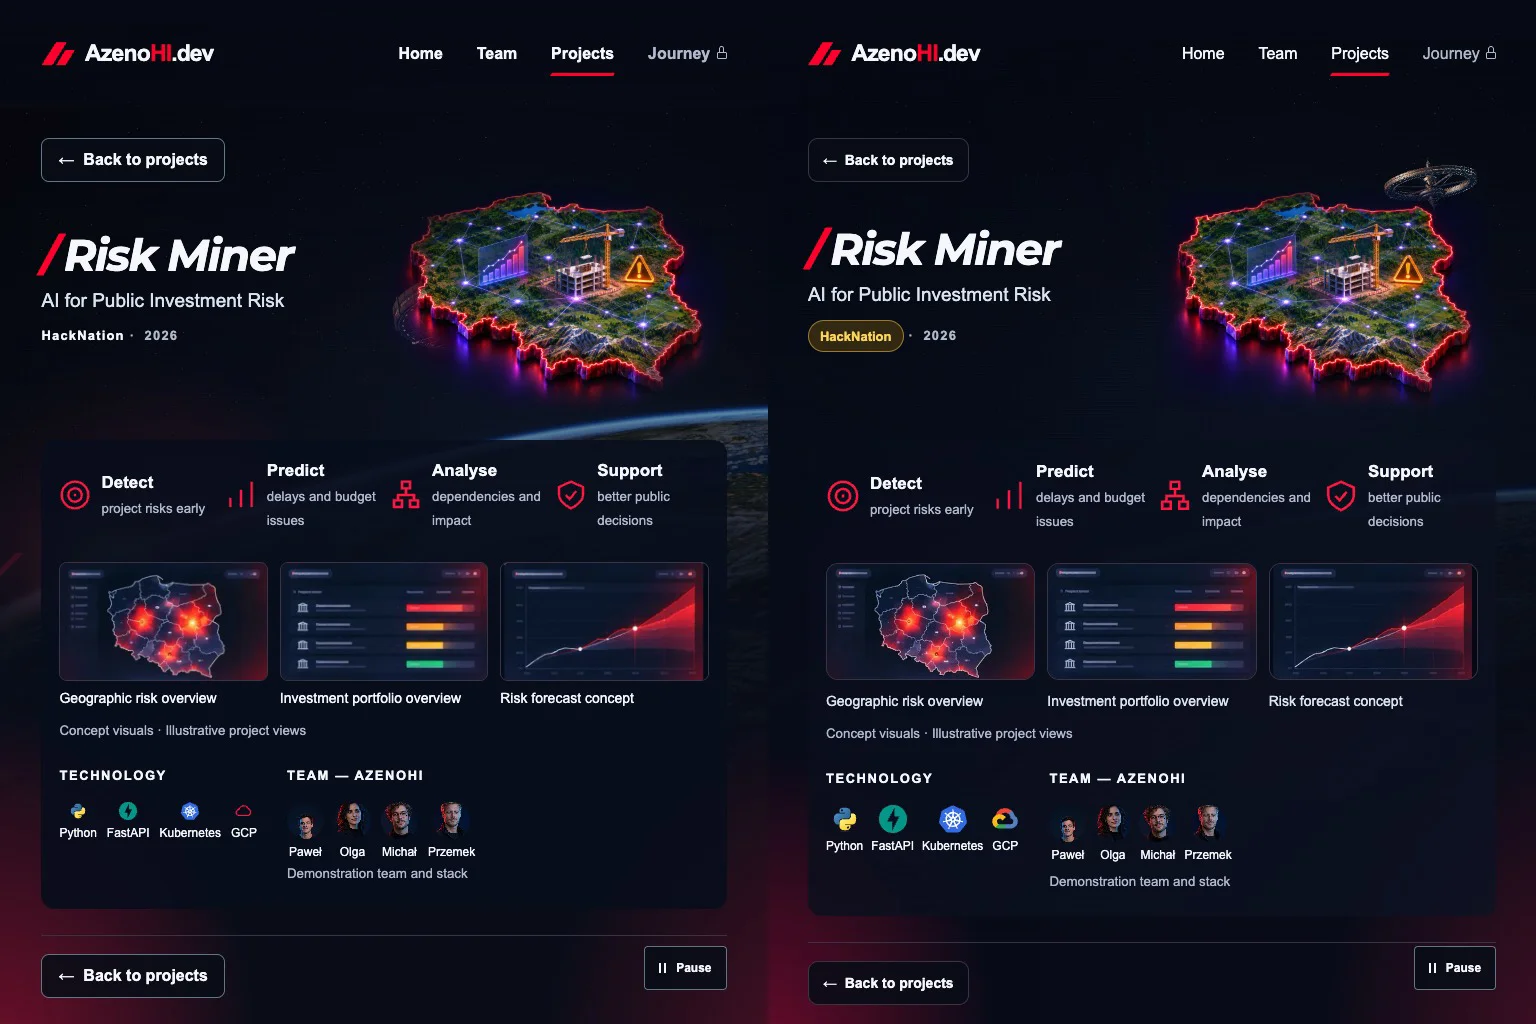 AzenoHI.dev
Home Team Projects Journey
← Back to projects
/Risk Miner
AI for Public Investment Risk
HackNation · 2026
Detect
project risks early
Predict
delays and budget
issues
Analyse
dependencies and
impact
Support
better public
decisions
Geographic risk overview
Investment portfolio overview
Risk forecast concept
Concept visuals · Illustrative project views
TECHNOLOGY
Python FastAPI Kubernetes GCP
TEAM — AZENOHI
Paweł Olga Michał Przemek
Demonstration team and stack
← Back to projects
Pause
AzenoHI.dev
Home Team Projects Journey
← Back to projects
/Risk Miner
AI for Public Investment Risk
HackNation · 2026
Detect
project risks early
Predict
delays and budget
issues
Analyse
dependencies and
impact
Support
better public
decisions
Geographic risk overview
Investment portfolio overview
Risk forecast concept
Concept visuals · Illustrative project views
TECHNOLOGY
Python FastAPI Kubernetes GCP
TEAM — AZENOHI
Paweł Olga Michał Przemek
Demonstration team and stack
← Back to projects
Pause